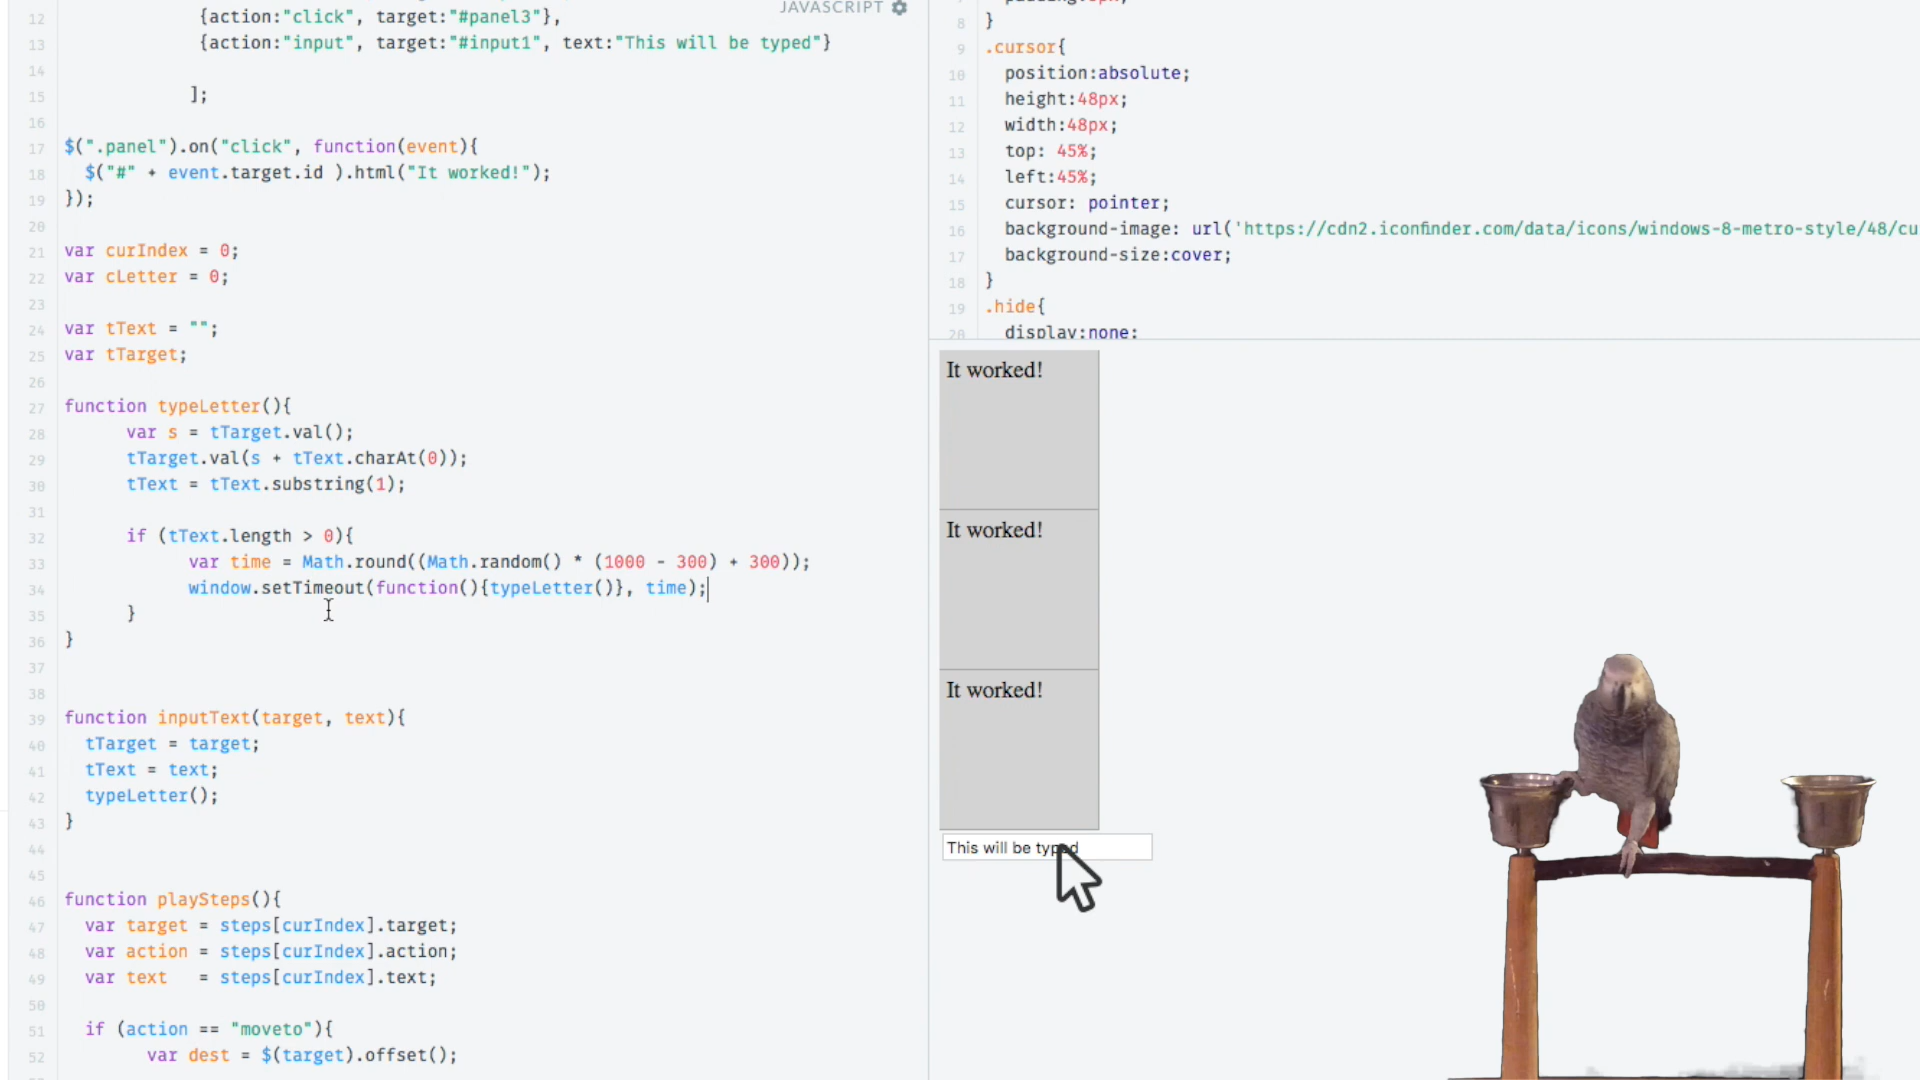 12 {action:"click", target:"#panel3"},
13 {action:"input", target:"#input1", text:"This will be typed"}
14
15 ];
16
17 $(".panel").on("click", function(event){
18 $("#" + event.target.id ).html("It worked!");
19 });
20
21 var curIndex = 0;
22 var cLetter = 0;
23
24 var tText = "";
25 var tTarget;
26
27 function typeLetter(){
28 var s = tTarget.val();
29 tTarget.val(s + tText.charAt(0));
30 tText = tText.substring(1);
31
32 if (tText.length > 0){
33 var time = Math.round((Math.random() * (1000 - 300) + 300));
34 window.setTimeout(function(){typeLetter()}, time);
35 }
36 }
37
38
39 function inputText(target, text){
40 tTarget = target;
41 tText = text;
42 typeLetter();
43 }
44
45
46 function playSteps(){
47 var target = steps[curIndex].target;
48 var action = steps[curIndex].action;
49 var text = steps[curIndex].text;
50
51 if (action == "moveto"){
52 var dest = $(target).offset();
JAVASCRIPT
8 }
9 .cursor{
10 position:absolute;
11 height:48px;
12 width:48px;
13 top: 45%;
14 left:45%;
15 cursor: pointer;
16 background-image: url('https://cdn2.iconfinder.com/data/icons/windows-8-metro-style/48/cu
17 background-size:cover;
18 }
19 .hide{
20 display:none;
It worked!
It worked!
It worked!
This will be typed